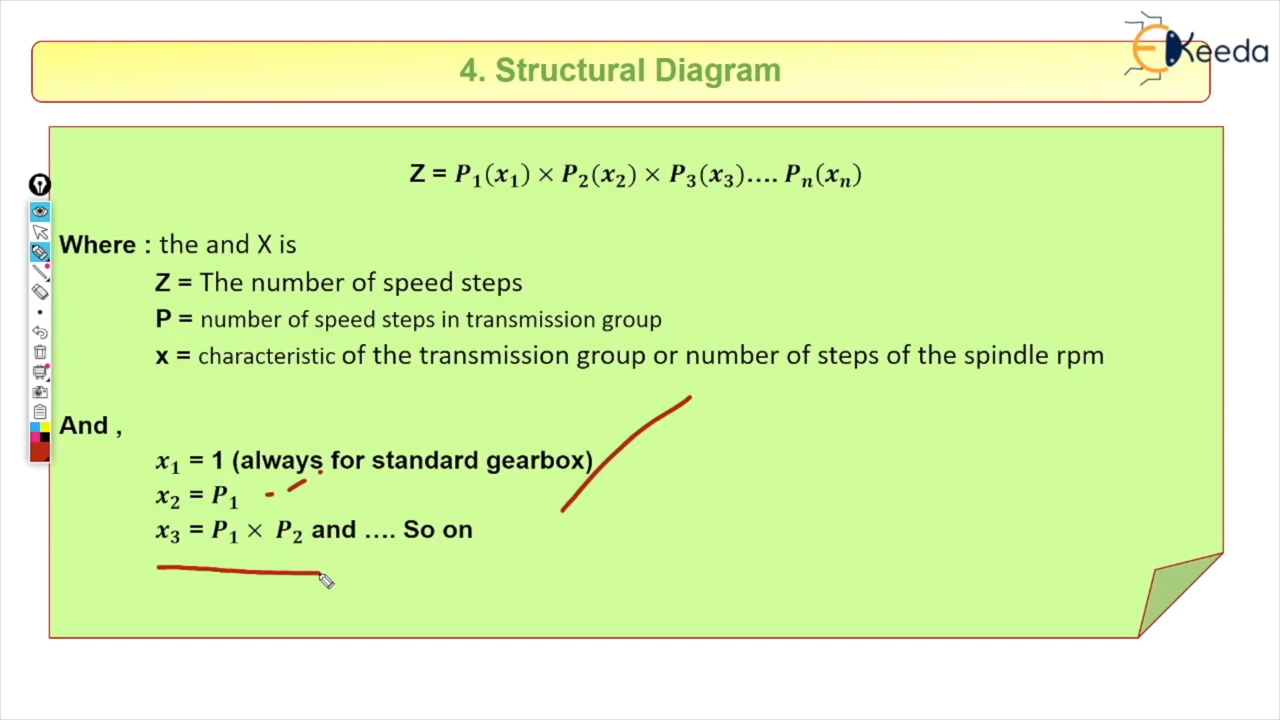 Keeda
4. Structural Diagram
Z = P₁(x₁) × P₂(x₂) × P₃(x₃).... Pₙ(xₙ)
Where : the and X is
Z = The number of speed steps
P = number of speed steps in transmission group
x = characteristic of the transmission group or number of steps of the spindle rpm
And ,
x₁ = 1 (always for standard gearbox)
x₂ = P₁
x₃ = P₁ × P₂ and .... So on